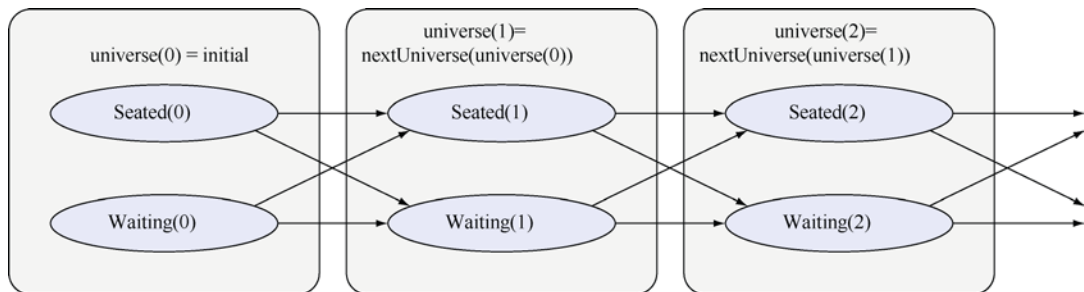 universe(0) = initial
Seated(0)
Waiting(0)
universe(1)=
nextUniverse(universe(0))
Seated(1)
Waiting(1)
universe(2)=
nextUniverse(universe(1))
Seated(2)
Waiting(2)